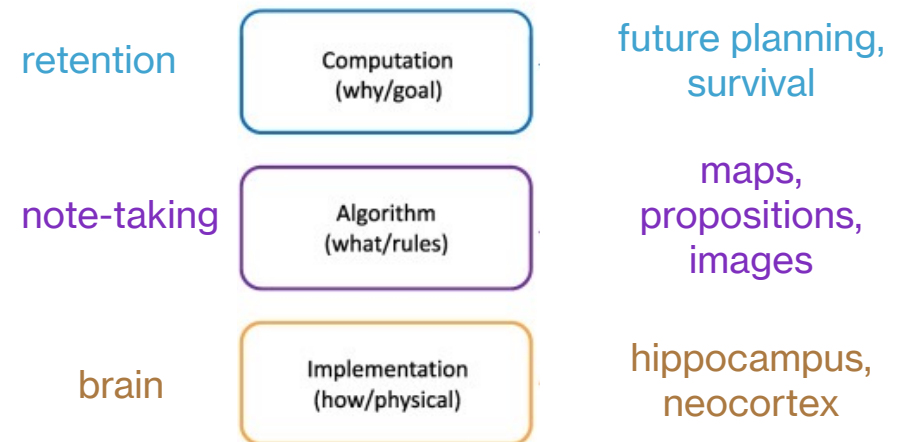 retention
Computation
(why/goal)
future planning,
survival
note-taking
Algorithm
(what/rules)
maps,
propositions,
images
brain
Implementation
(how/physical)
hippocampus,
neocortex